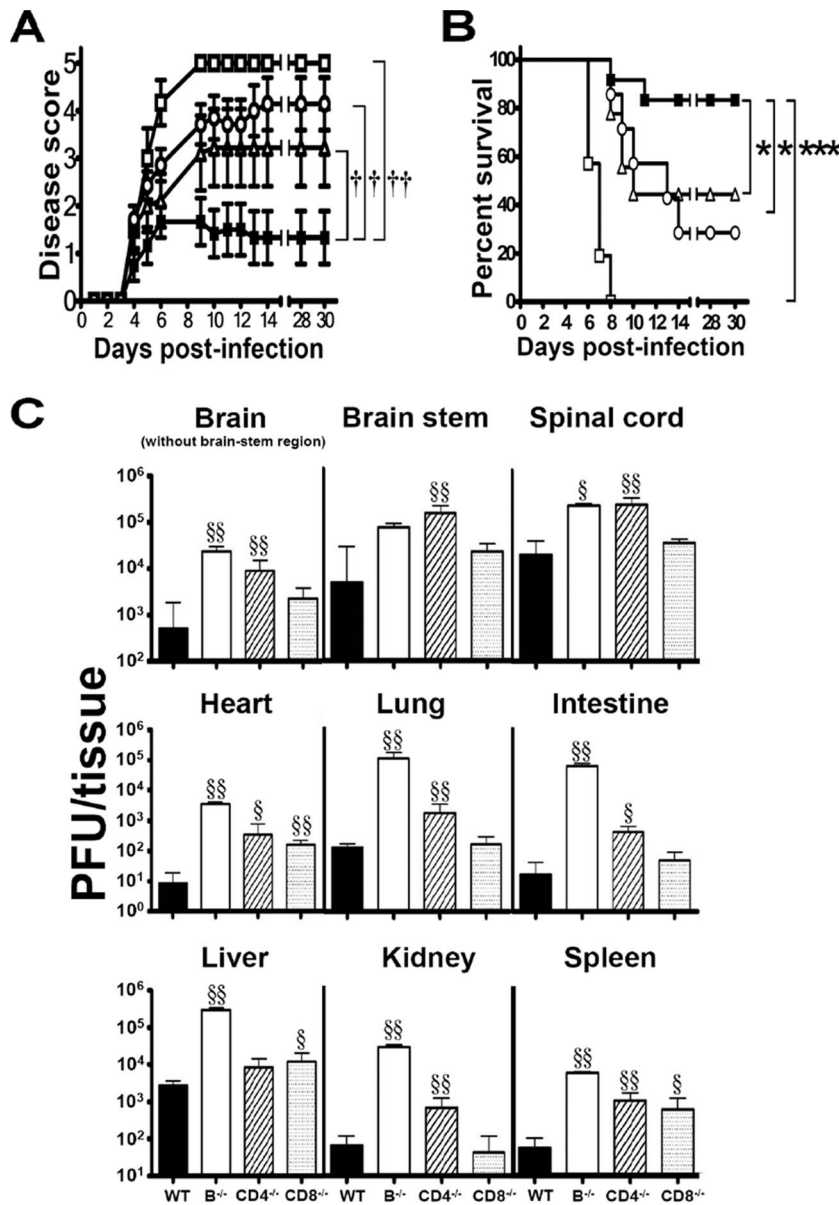 A
Disease score
5
4
3
2
1
0
0 2 4 6 8 10 12 14 28 30
Days post-infection
† † ††
B
Percent survival
100
80
60
40
20
0
0 2 4 6 8 10 12 14 28 30
Days post-infection
* * ***
C
PFU/tissue
Brain
(without brain-stem region)
Brain stem
Spinal cord
10⁶
10⁵
10⁴
10³
10²
§§ §§
§§
§ §§
Heart
Lung
Intestine
10⁶
10⁵
10⁴
10³
10²
10¹
10⁰
§§ § §§
§§ §§
§§ §
Liver
Kidney
Spleen
10⁶
10⁵
10⁴
10³
10²
10¹
§§ §
§§ §§
§§ §§ §
WT B⁻/⁻ CD4⁻/⁻ CD8⁻/⁻ WT B⁻/⁻ CD4⁻/⁻ CD8⁻/⁻ WT B⁻/⁻ CD4⁻/⁻ CD8⁻/⁻